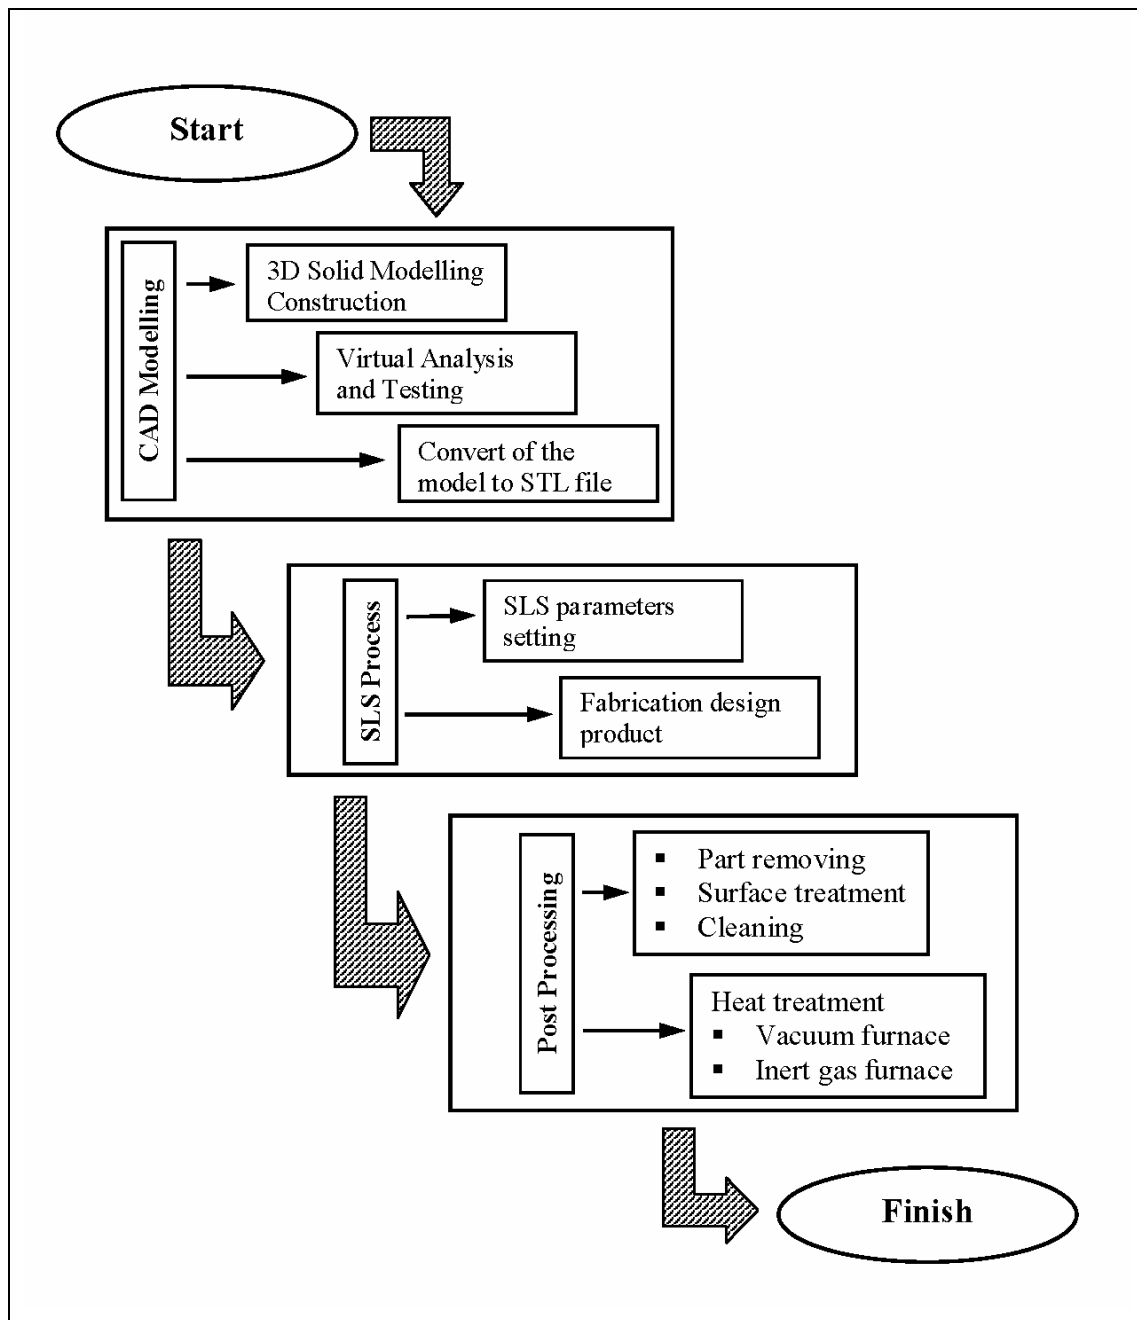 Start
CAD Modelling
3D Solid Modelling
Construction
Virtual Analysis
and Testing
Convert of the
model to STL file
SLS Process
SLS parameters
setting
Fabrication design
product
Post Processing
▪ Part removing
▪ Surface treatment
▪ Cleaning
Heat treatment
▪ Vacuum furnace
▪ Inert gas furnace
Finish